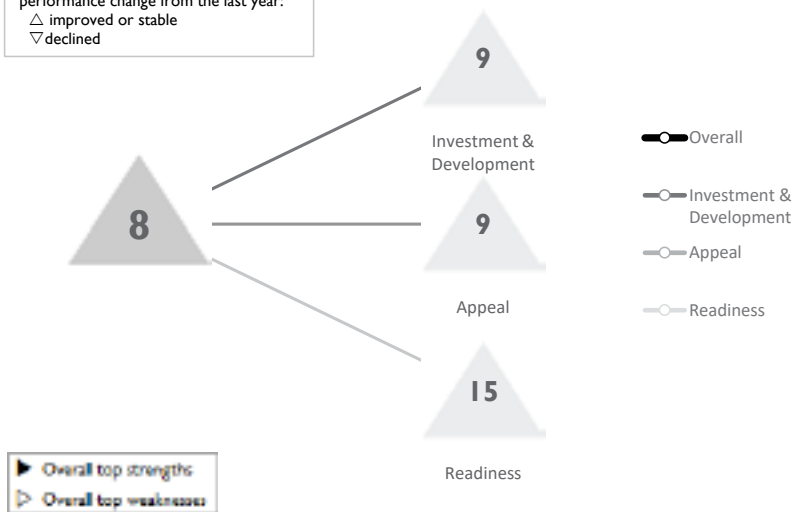 performance change from the last year:
△ improved or stable
▽ declined
9
Investment &
Development
8
9
Appeal
15
Readiness
Overall
Investment &
Development
Appeal
Readiness
▶ Overall top strengths
▷ Overall top weaknesses